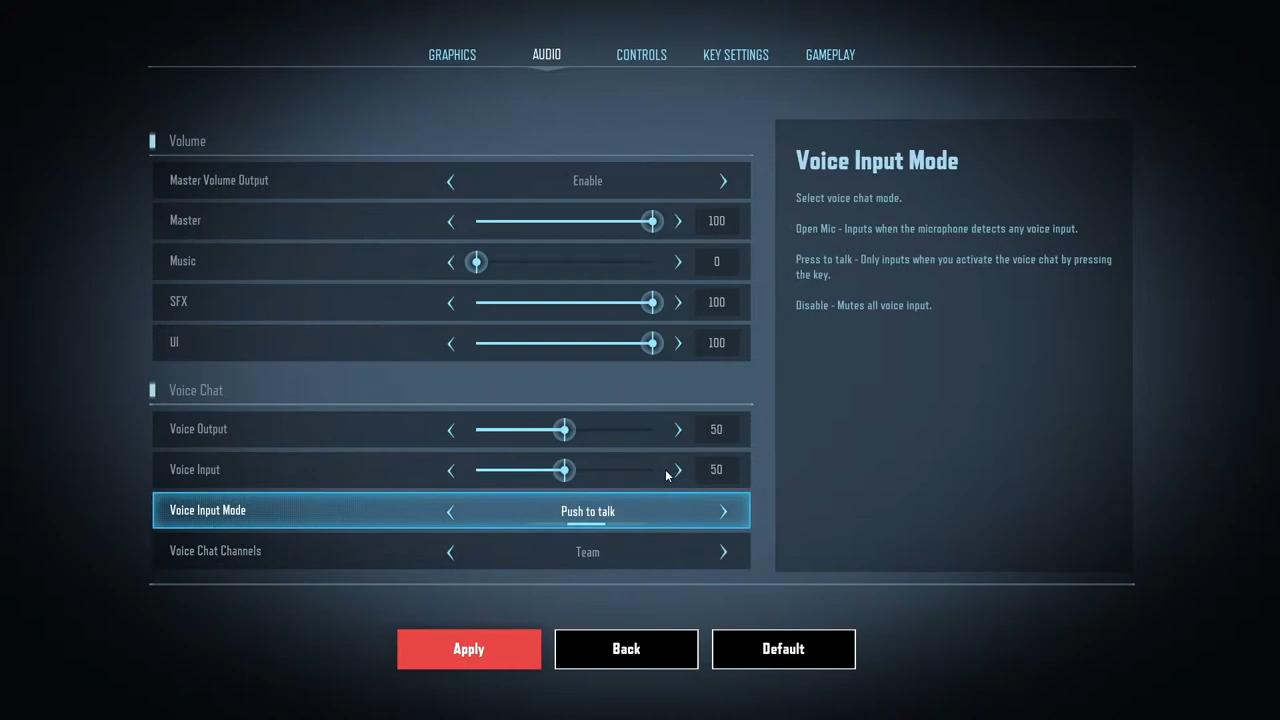 GRAPHICS AUDIO CONTROLS KEY SETTINGS GAMEPLAY
Volume
Master Volume Output Enable
Master 100
Music 0
SFX 100
UI 100
Voice Chat
Voice Output 50
Voice Input 50
Voice Input Mode Push to talk
Voice Chat Channels Team
Voice Input Mode
Select voice chat mode.
Open Mic - Inputs when the microphone detects any voice input.
Press to talk - Only inputs when you activate the voice chat by pressing
the key.
Disable - Mutes all voice input.
Apply Back Default